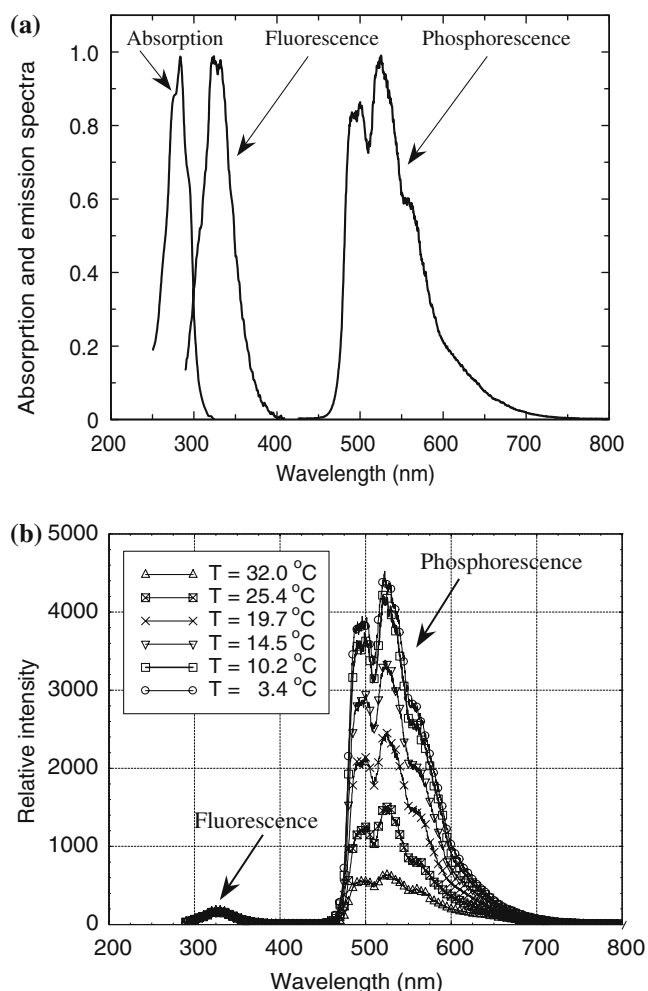 (a)
Absorption
Fluorescence
Phosphorescence
Absorprtion and emission spectra
1.0
0.8
0.6
0.4
0.2
0
200 300 400 500 600 700 800
Wavelength (nm)
(b)
5000
4000
3000
2000
1000
0
Relative intensity
T = 32.0 °C
T = 25.4 °C
T = 19.7 °C
T = 14.5 °C
T = 10.2 °C
T = 3.4 °C
Phosphorescence
Fluorescence
200 300 400 500 600 700 800
Wavelength (nm)